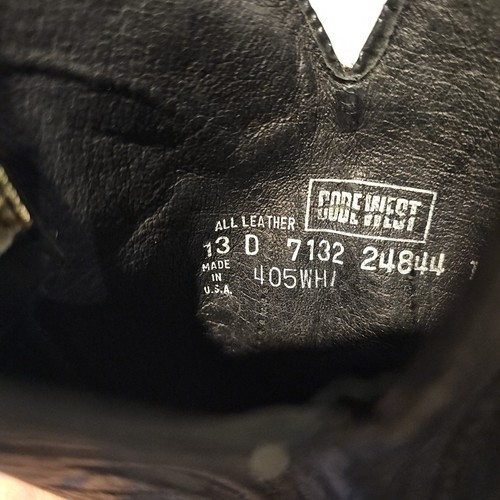 CODE WEST
ALL LEATHER
13 D 7132 24844
MADE
IN
U.S.A.
405WH/